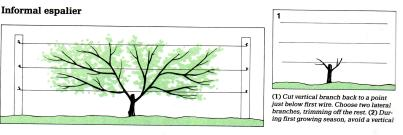 Informal espalier
1
(1) Cut vertical branch back to a point
just below first wire. Choose two lateral
branches, trimming off the rest. (2) Dur-
ing first growing season, avoid a vertical